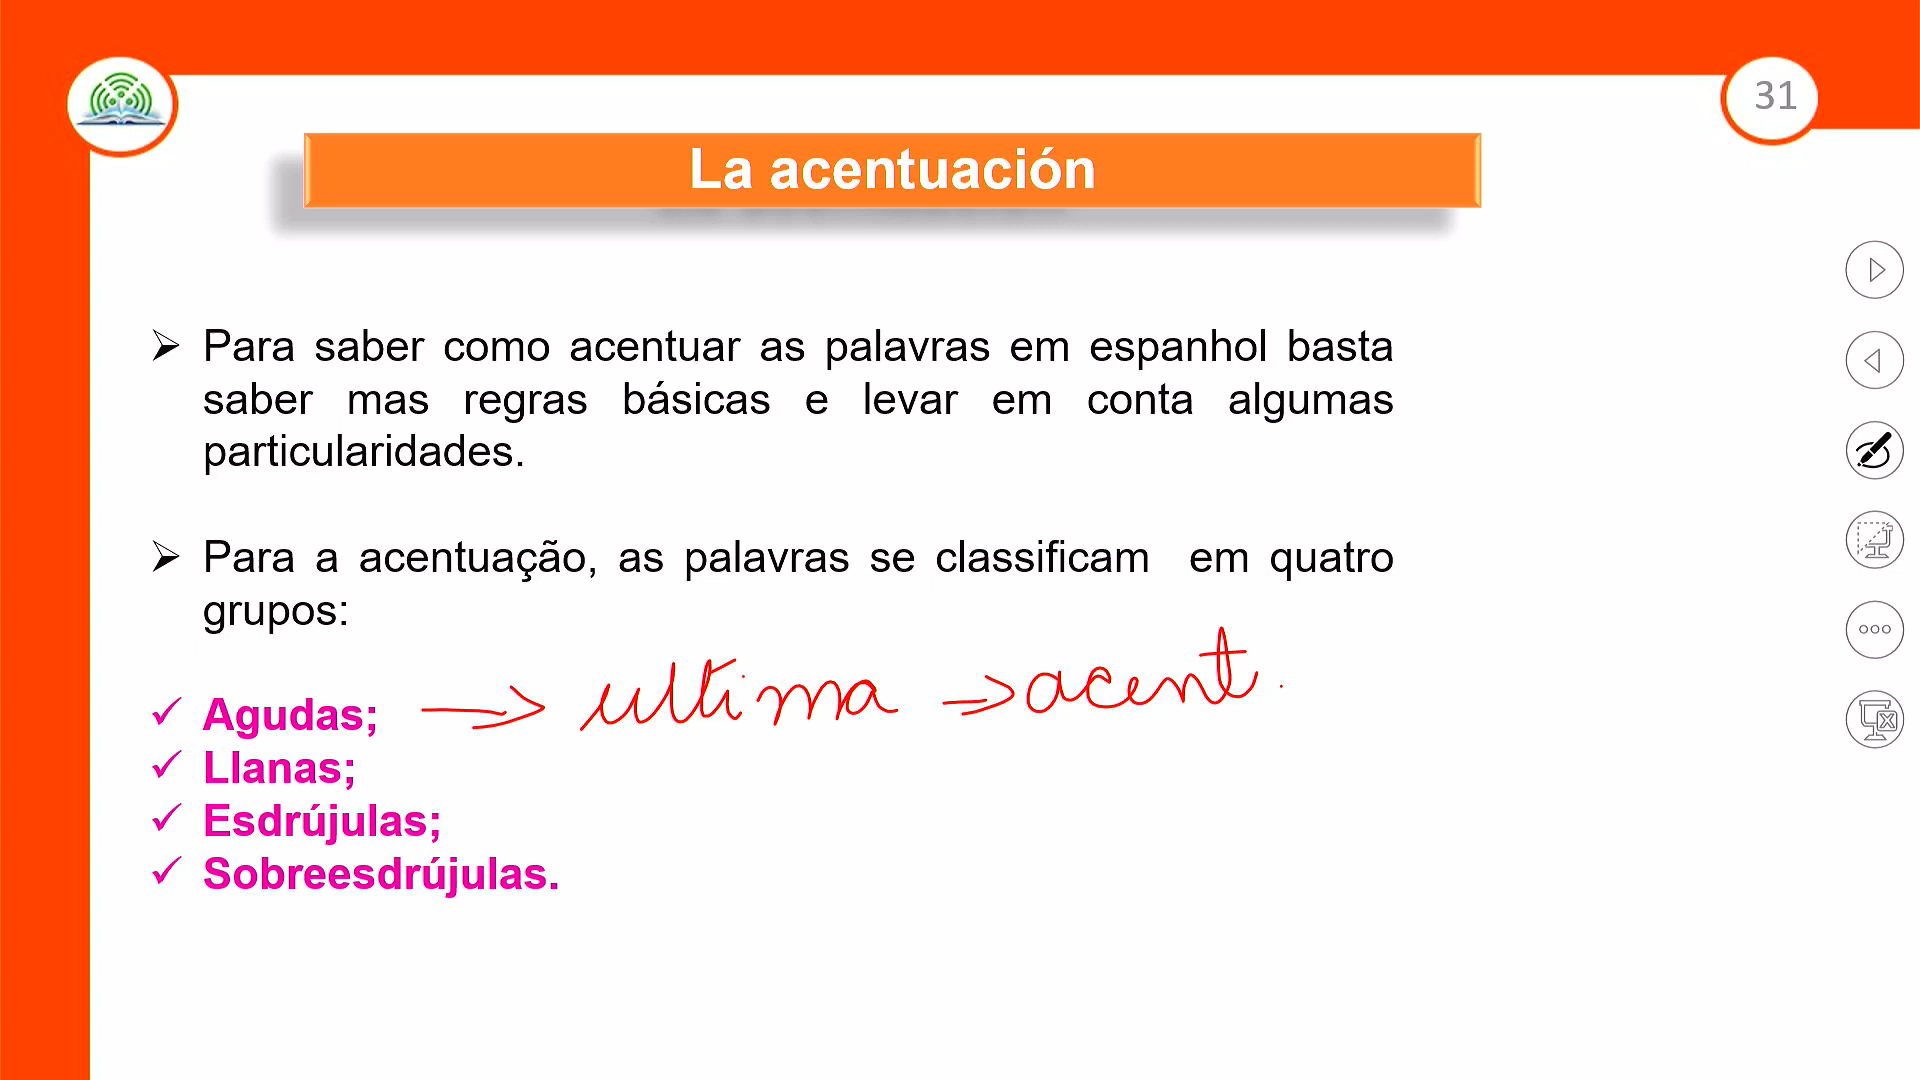 31
La acentuación
Para saber como acentuar as palavras em espanhol basta
saber mas regras básicas e levar em conta algumas
particularidades.
Para a acentuação, as palavras se classificam em quatro
grupos:
Agudas; → ultima → acent.
Llanas;
Esdrújulas;
Sobreesdrújulas.